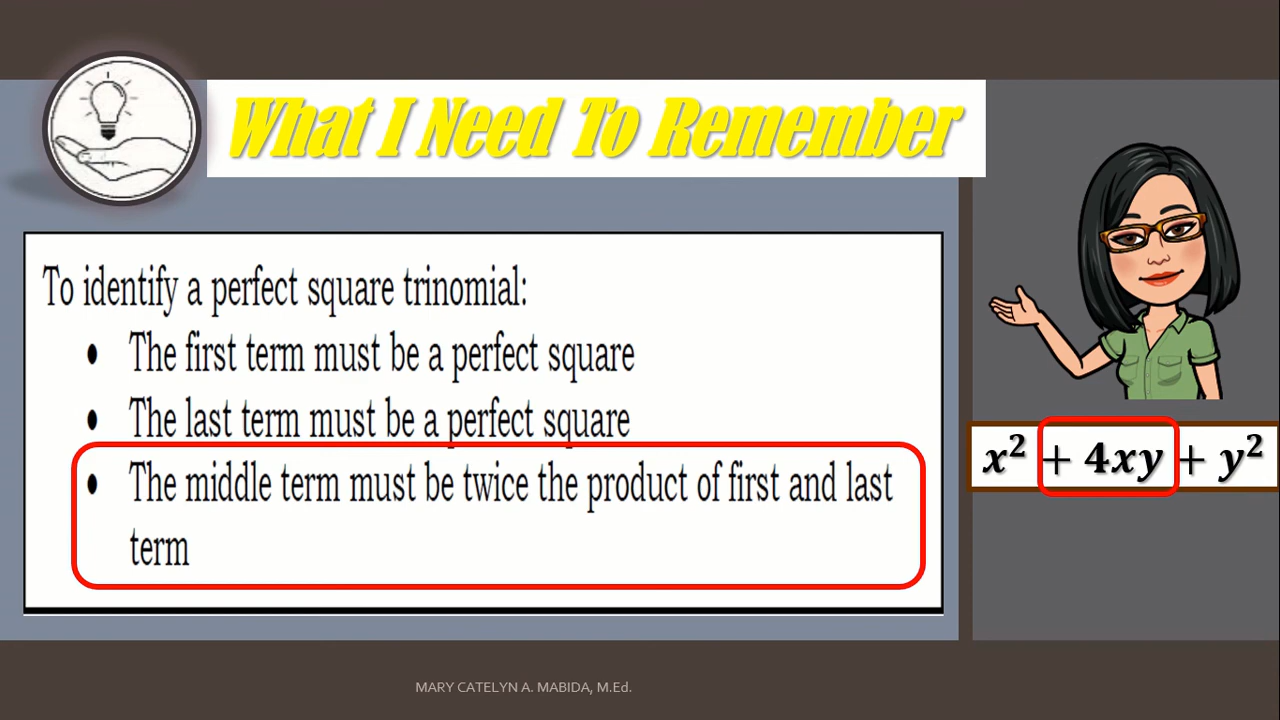 What I Need To Remember
To identify a perfect square trinomial:
• The first term must be a perfect square
• The last term must be a perfect square
• The middle term must be twice the product of first and last
term
x² + 4xy + y²
MARY CATELYN A. MABIDA, M.Ed.